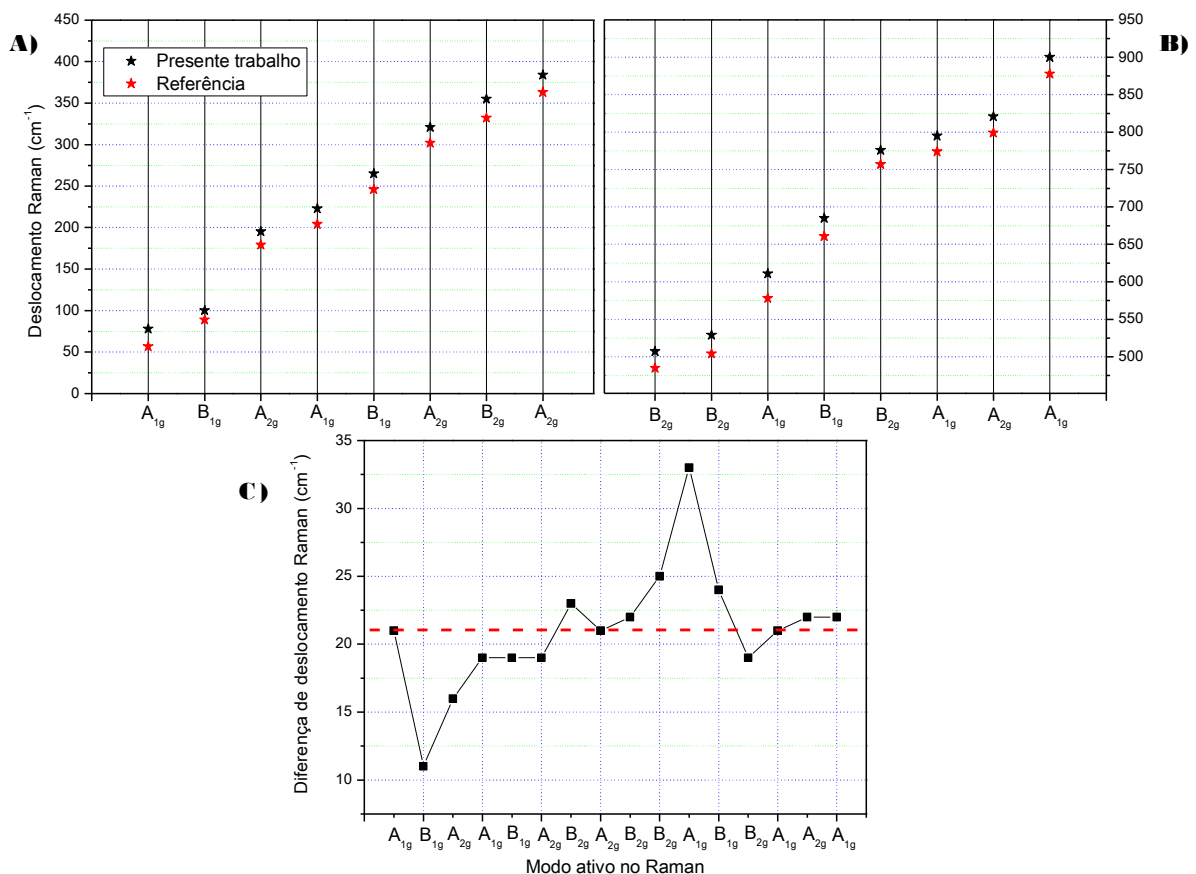 A)
Deslocamento Raman (cm⁻¹)
450
400
350
300
250
200
150
100
50
0
Presente trabalho
Referência
A₁g B₁g A₂g A₁g B₁g A₂g B₂g A₂g
B)
950
900
850
800
750
700
650
600
550
500
B₂g B₂g A₁g B₁g B₂g A₁g A₂g A₁g
C)
Diferença de deslocamento Raman (cm⁻¹)
35
30
25
20
15
10
A₁g B₁g A₂g A₁g B₁g A₂g B₂g A₂g B₂g B₂g A₁g B₁g B₂g A₁g A₂g A₁g
Modo ativo no Raman